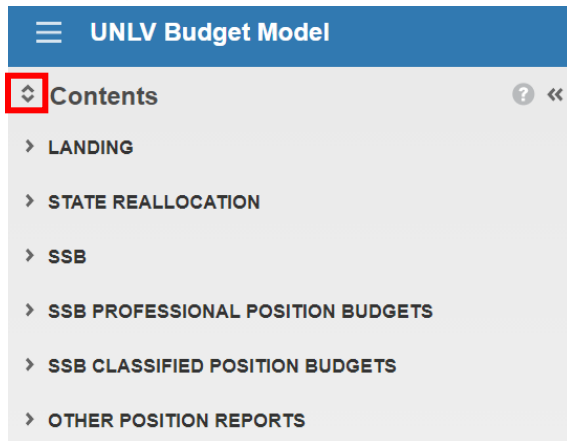 UNLV Budget Model
Contents
LANDING
STATE REALLOCATION
SSB
SSB PROFESSIONAL POSITION BUDGETS
SSB CLASSIFIED POSITION BUDGETS
OTHER POSITION REPORTS